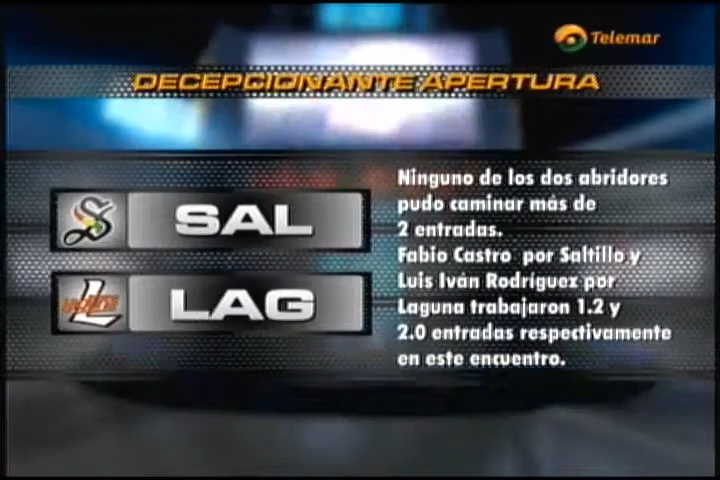 Telemar
DECEPCIONANTE APERTURA
Ninguno de los dos abridores
pudo caminar más de
2 entradas.
Fabio Castro por Saltillo y
Luis Iván Rodríguez por
Laguna trabajaron 1.2 y
2.0 entradas respectivamente
en este encuentro.
S SAL
L LAG